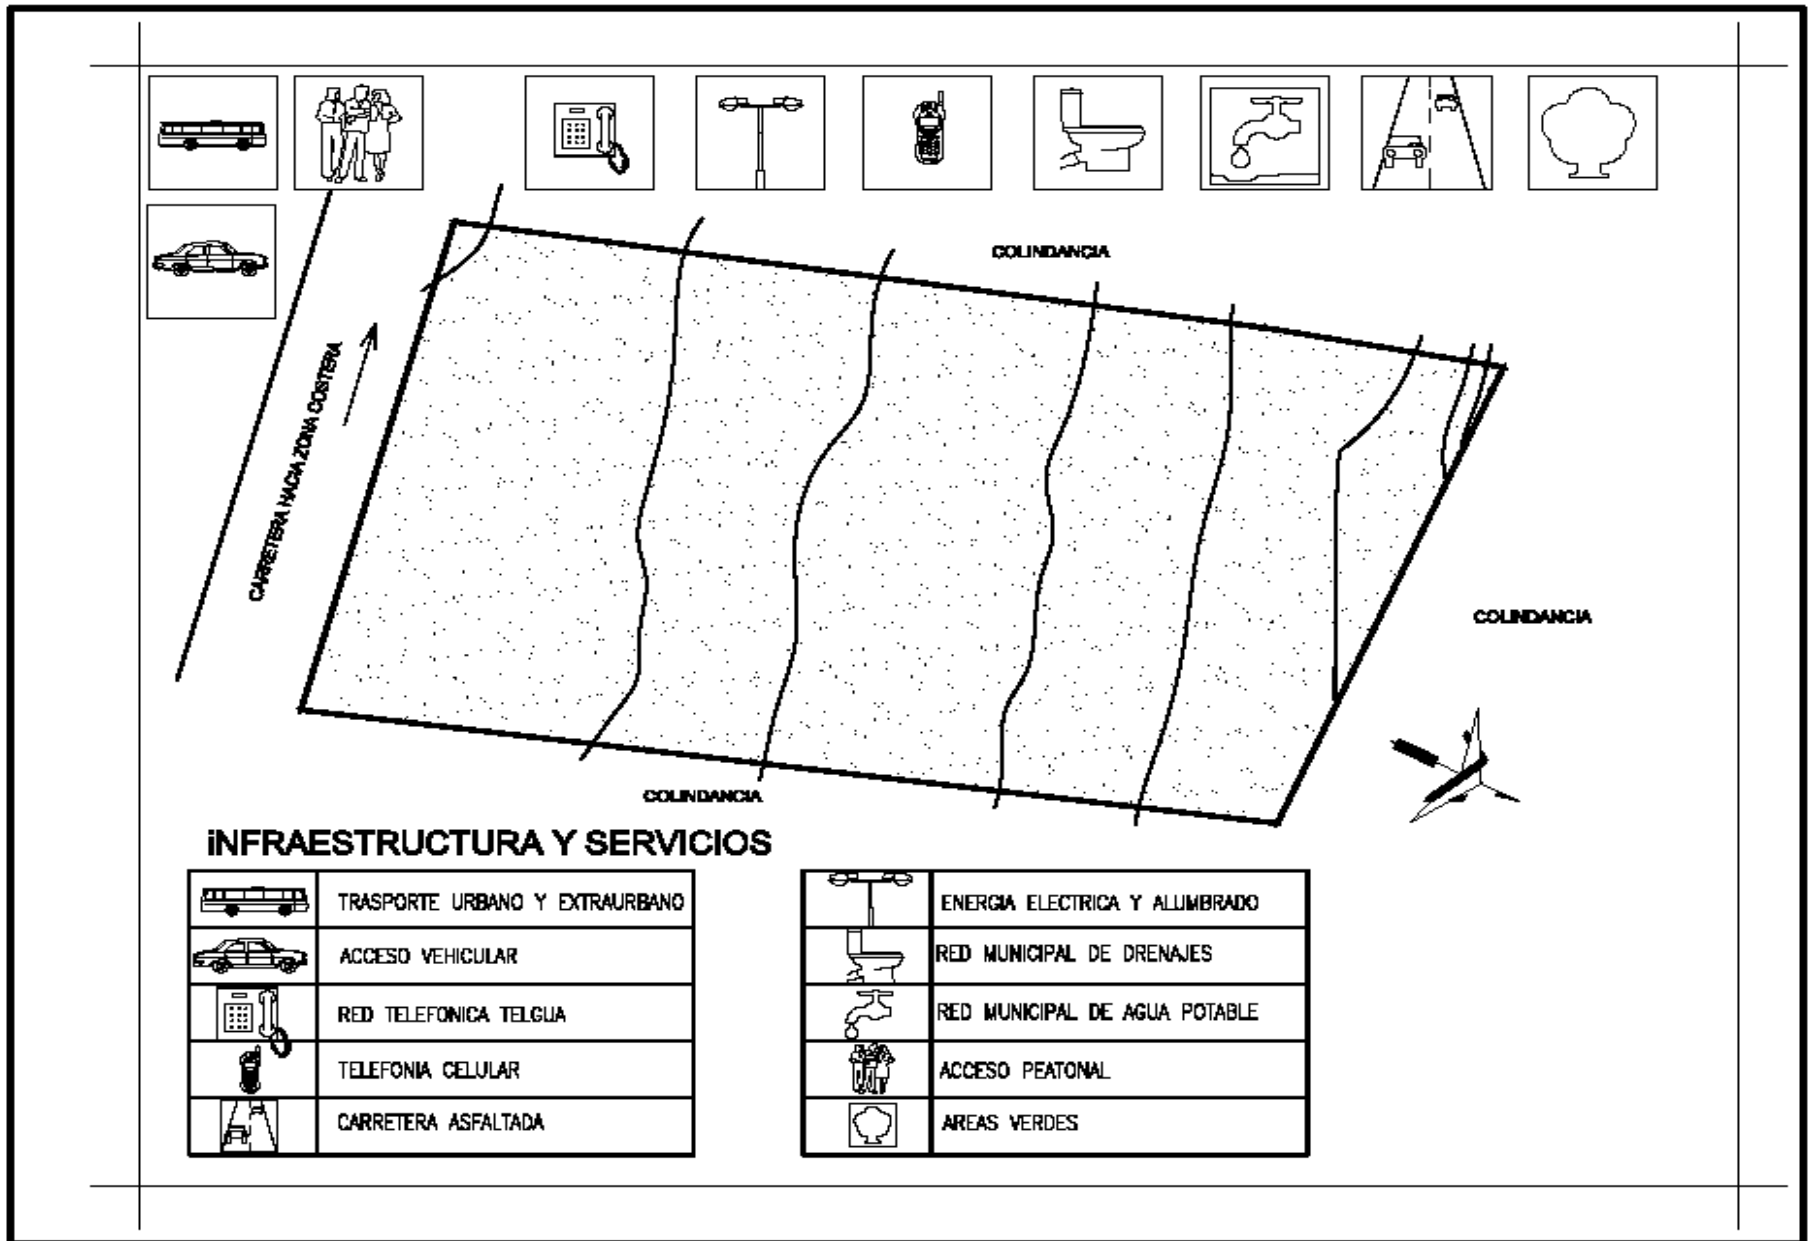 COLINDANCIA
CARRETERA HACIA ZONA COSTERA
COLINDANCIA
COLINDANCIA
iNFRAESTRUCTURA Y SERVICIOS
TRASPORTE URBANO Y EXTRAURBANO
ACCESO VEHICULAR
RED TELEFONICA TELGUA
TELEFONIA CELULAR
CARRETERA ASFALTADA
ENERGIA ELECTRICA Y ALUMBRADO
RED MUNICIPAL DE DRENAJES
RED MUNICIPAL DE AGUA POTABLE
ACCESO PEATONAL
AREAS VERDES